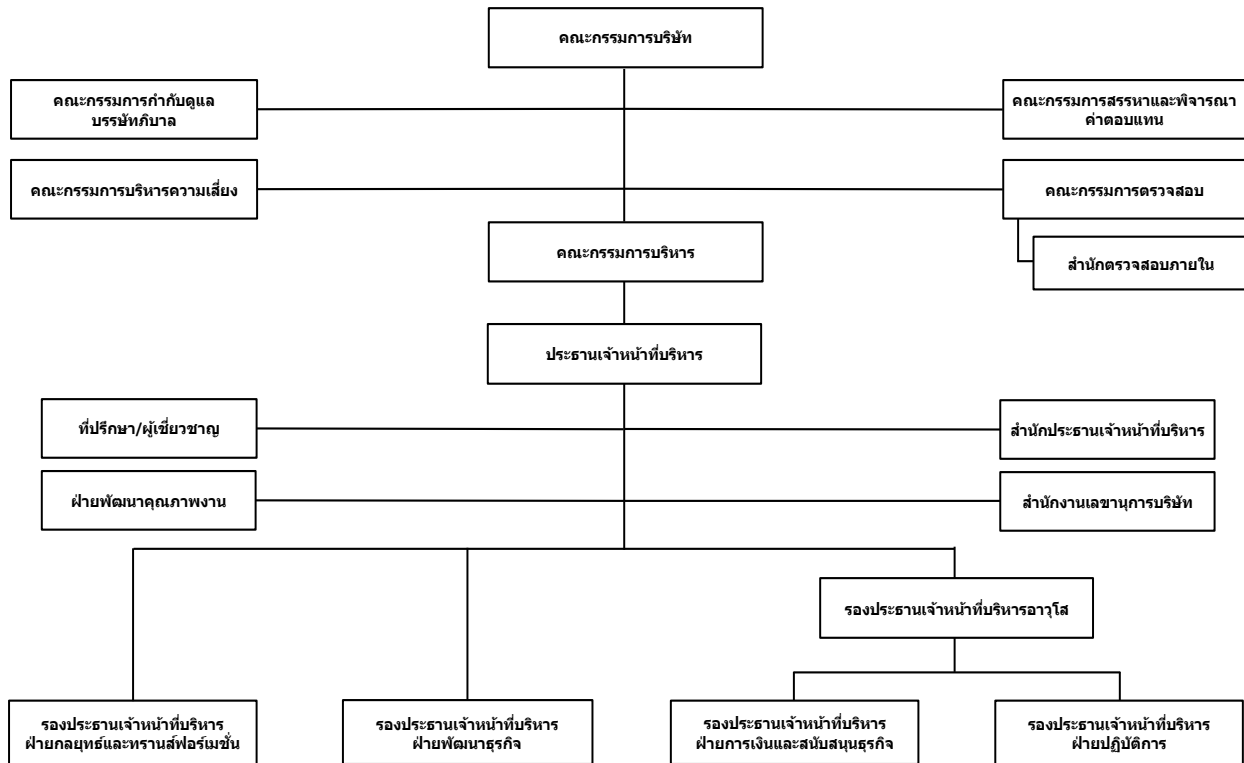 คณะกรรมการบริษัท
คณะกรรมการกำกับดูแล
บรรษัทภิบาล
คณะกรรมการสรรหาและพิจารณา
ค่าตอบแทน
คณะกรรมการบริหารความเสี่ยง
คณะกรรมการตรวจสอบ
คณะกรรมการบริหาร
สำนักตรวจสอบภายใน
ประธานเจ้าหน้าที่บริหาร
ที่ปรึกษา/ผู้เชี่ยวชาญ
สำนักประธานเจ้าหน้าที่บริหาร
ฝ่ายพัฒนาคุณภาพงาน
สำนักงานเลขานุการบริษัท
รองประธานเจ้าหน้าที่บริหารอาวุโส
รองประธานเจ้าหน้าที่บริหาร
ฝ่ายกลยุทธ์และทรานส์ฟอร์เมชั่น
รองประธานเจ้าหน้าที่บริหาร
ฝ่ายพัฒนาธุรกิจ
รองประธานเจ้าหน้าที่บริหาร
ฝ่ายการเงินและสนับสนุนธุรกิจ
รองประธานเจ้าหน้าที่บริหาร
ฝ่ายปฏิบัติการ